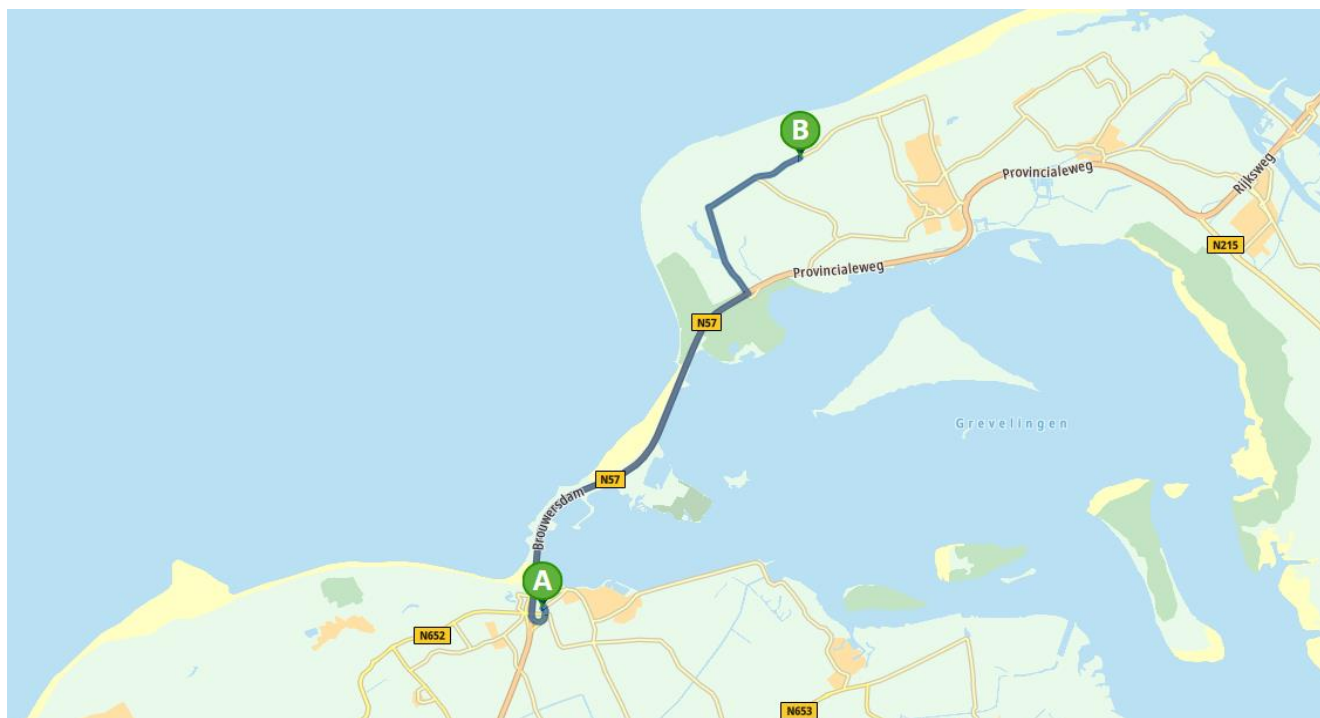 B
Provincialeweg
Rijksweg
N215
Provincialeweg
N57
Grevelingen
N57
Brouwersdam
A
N652
N653